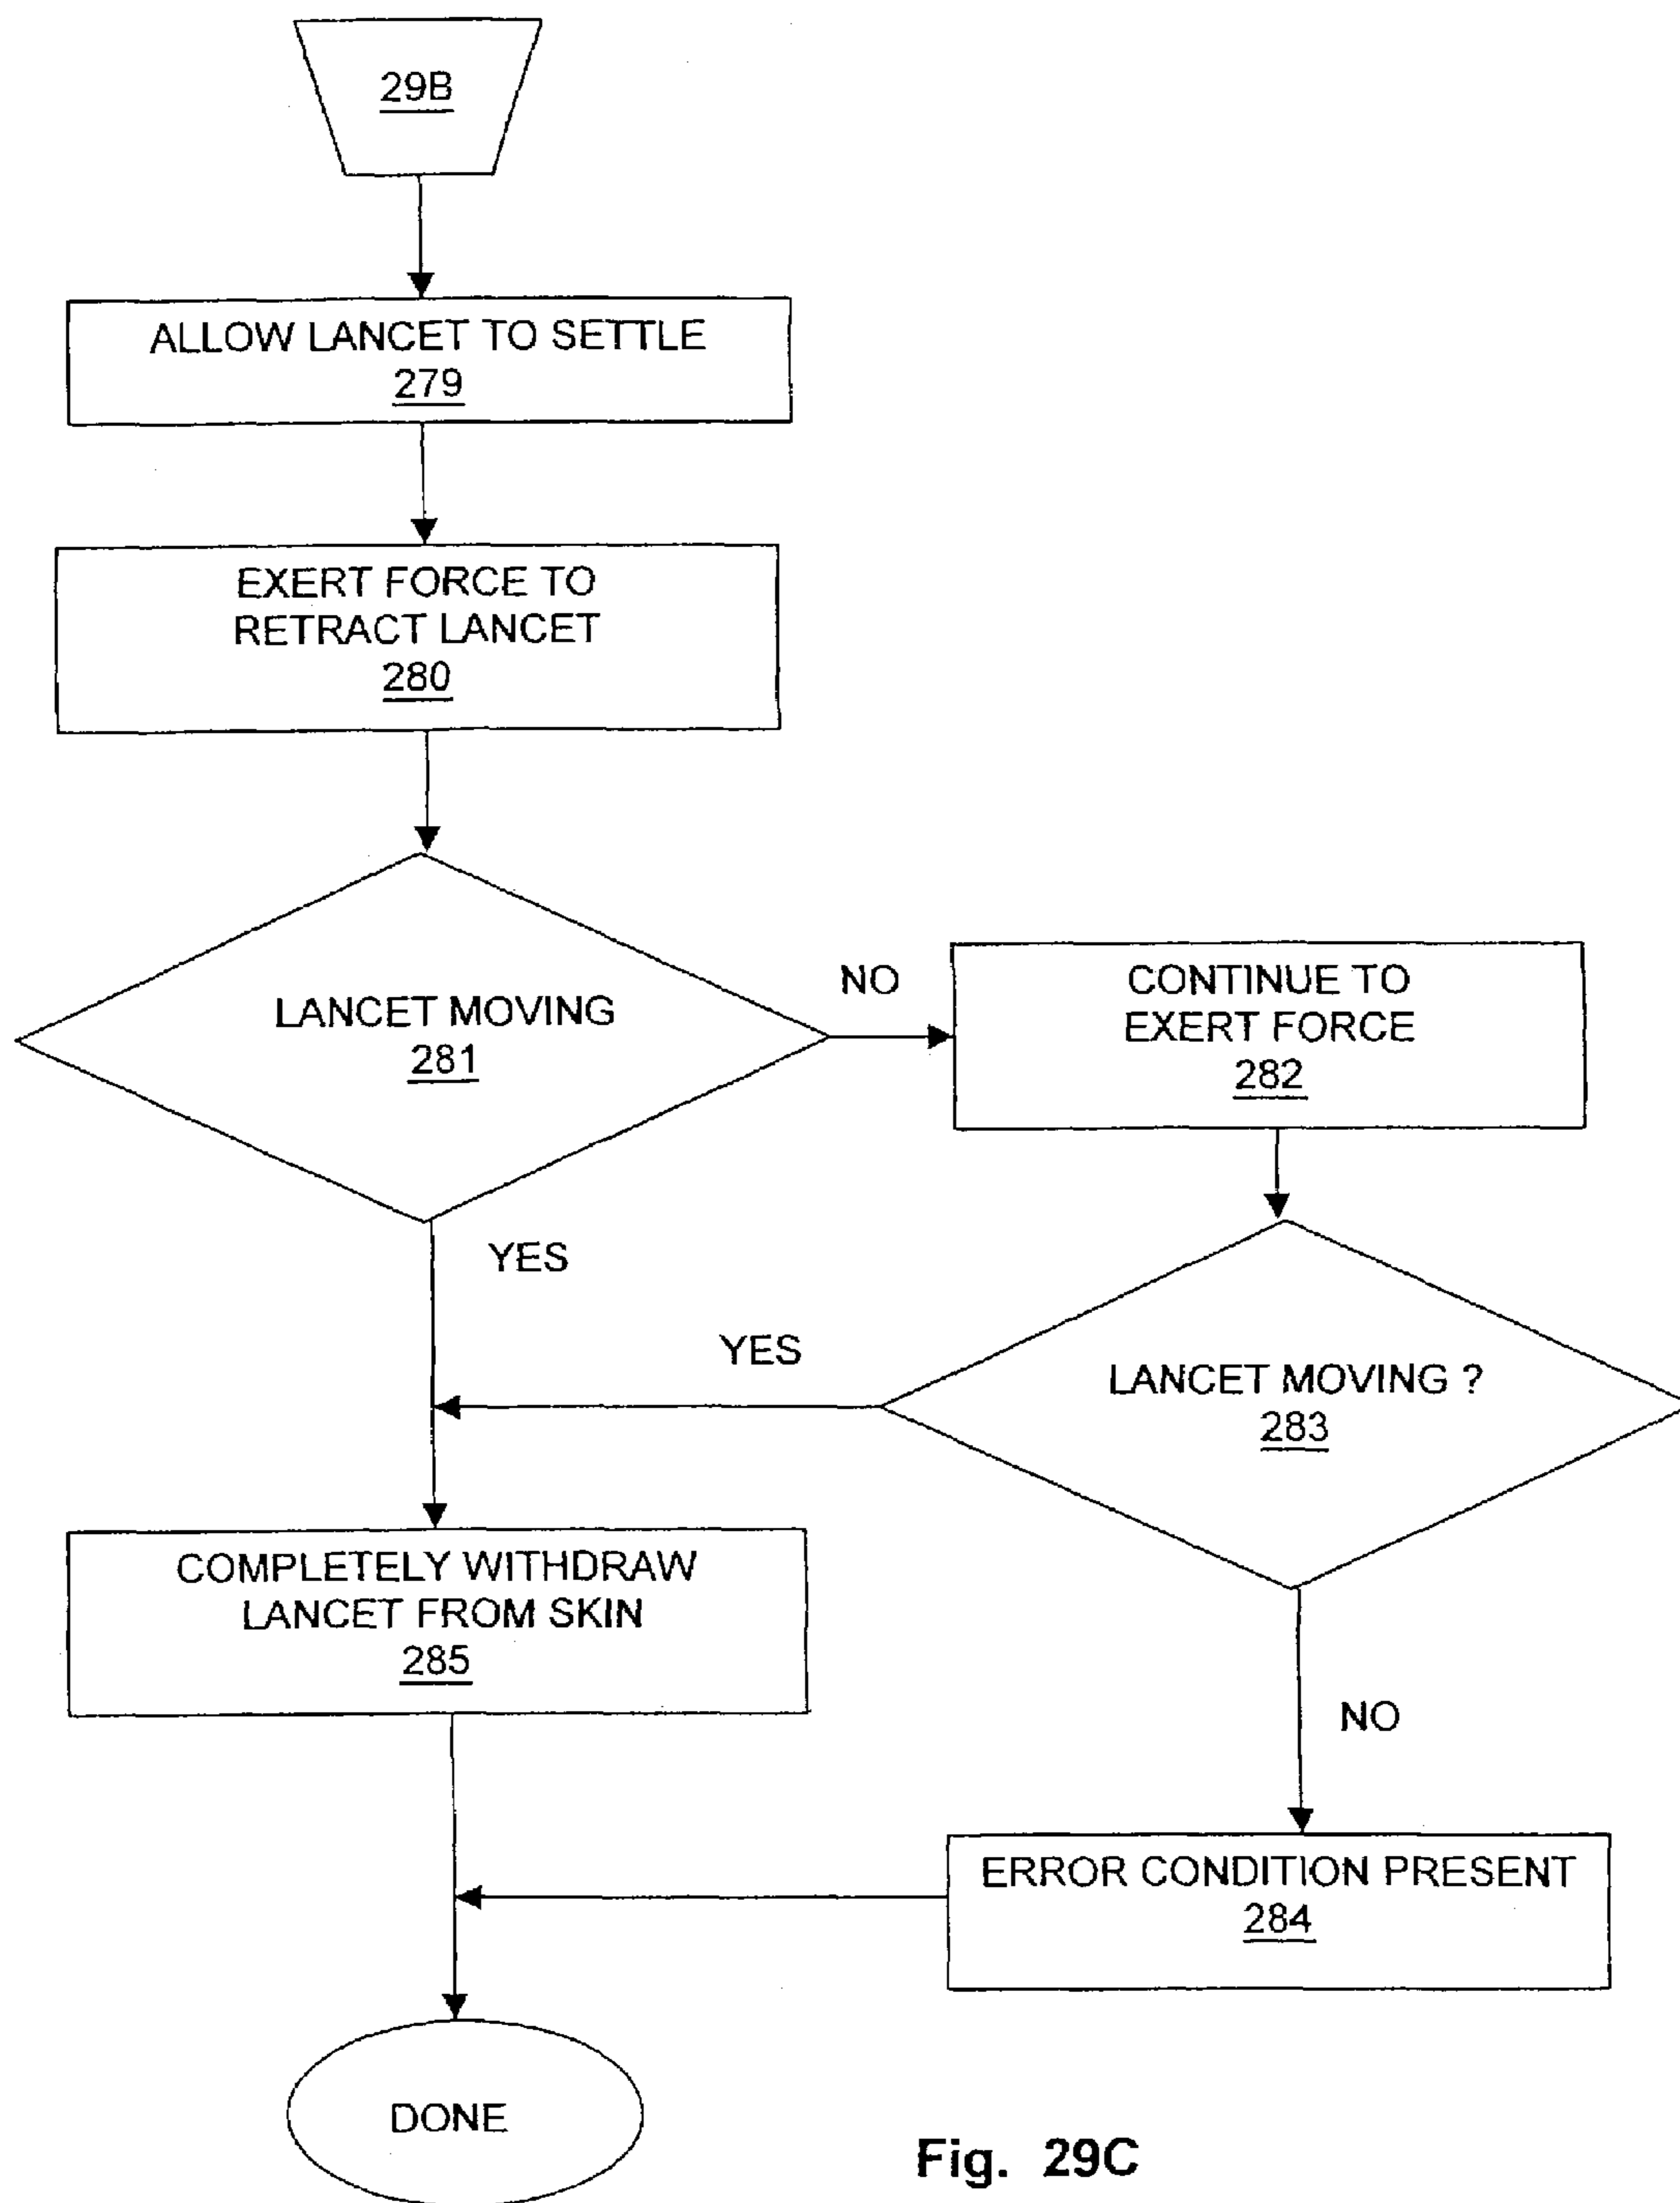 29B
ALLOW LANCET TO SETTLE
279
EXERT FORCE TO
RETRACT LANCET
280
LANCET MOVING
281
NO
CONTINUE TO
EXERT FORCE
282
YES
YES
LANCET MOVING ?
283
COMPLETELY WITHDRAW
LANCET FROM SKIN
285
NO
ERROR CONDITION PRESENT
284
DONE
Fig. 29C